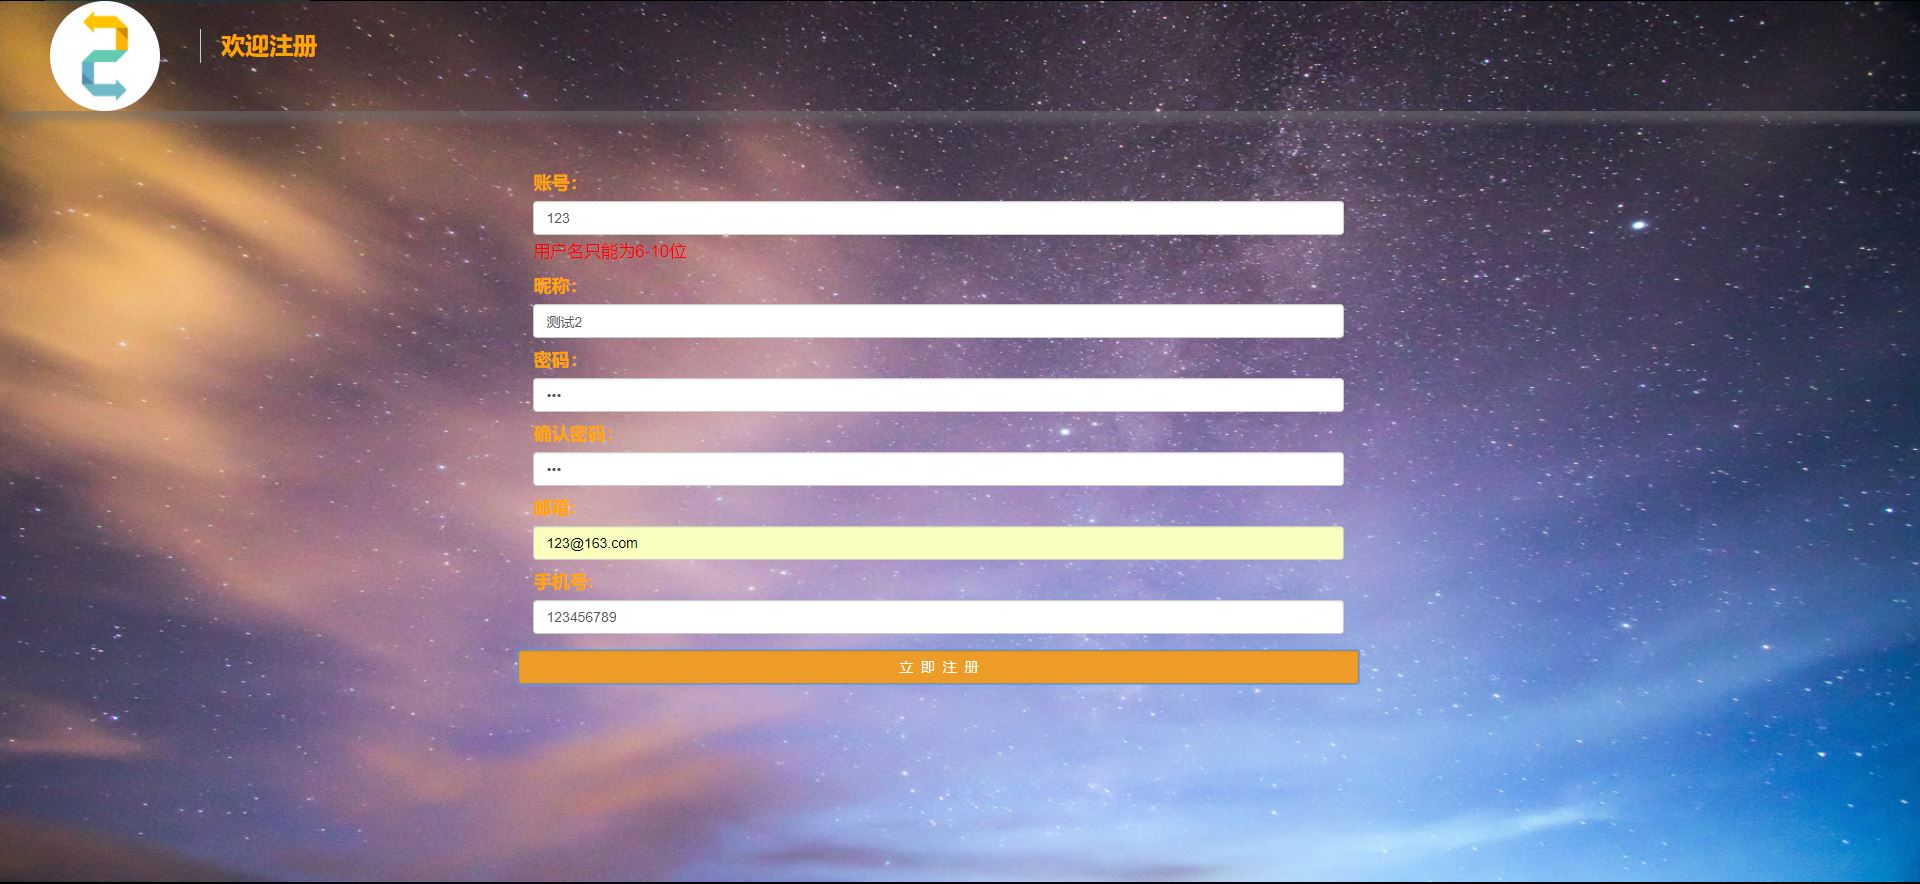 欢迎注册
账号：
123
用户名只能为6-10位
昵称：
测试2
密码：
•••
确认密码：
•••
邮箱：
123@163.com
手机号：
123456789
立 即 注 册